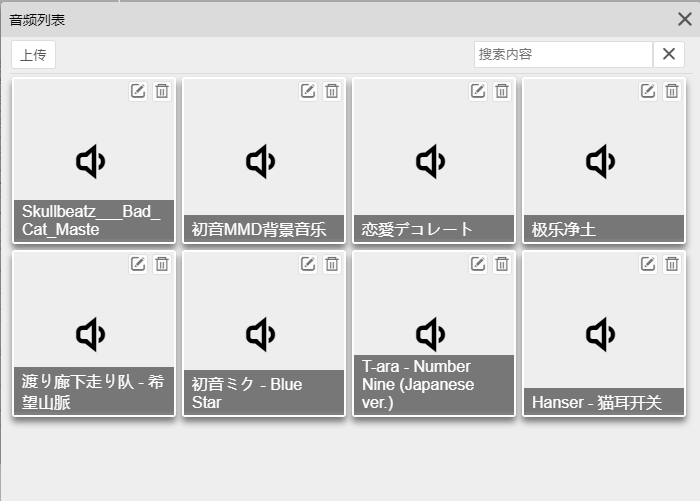 音频列表
上传
搜索内容
Skullbeatz___Bad_
Cat_Maste
初音MMD背景音乐
恋愛デコレート
极乐净土
渡り廊下走り队 - 希
望山脈
初音ミク - Blue
Star
T-ara - Number
Nine (Japanese
ver.)
Hanser - 猫耳开关